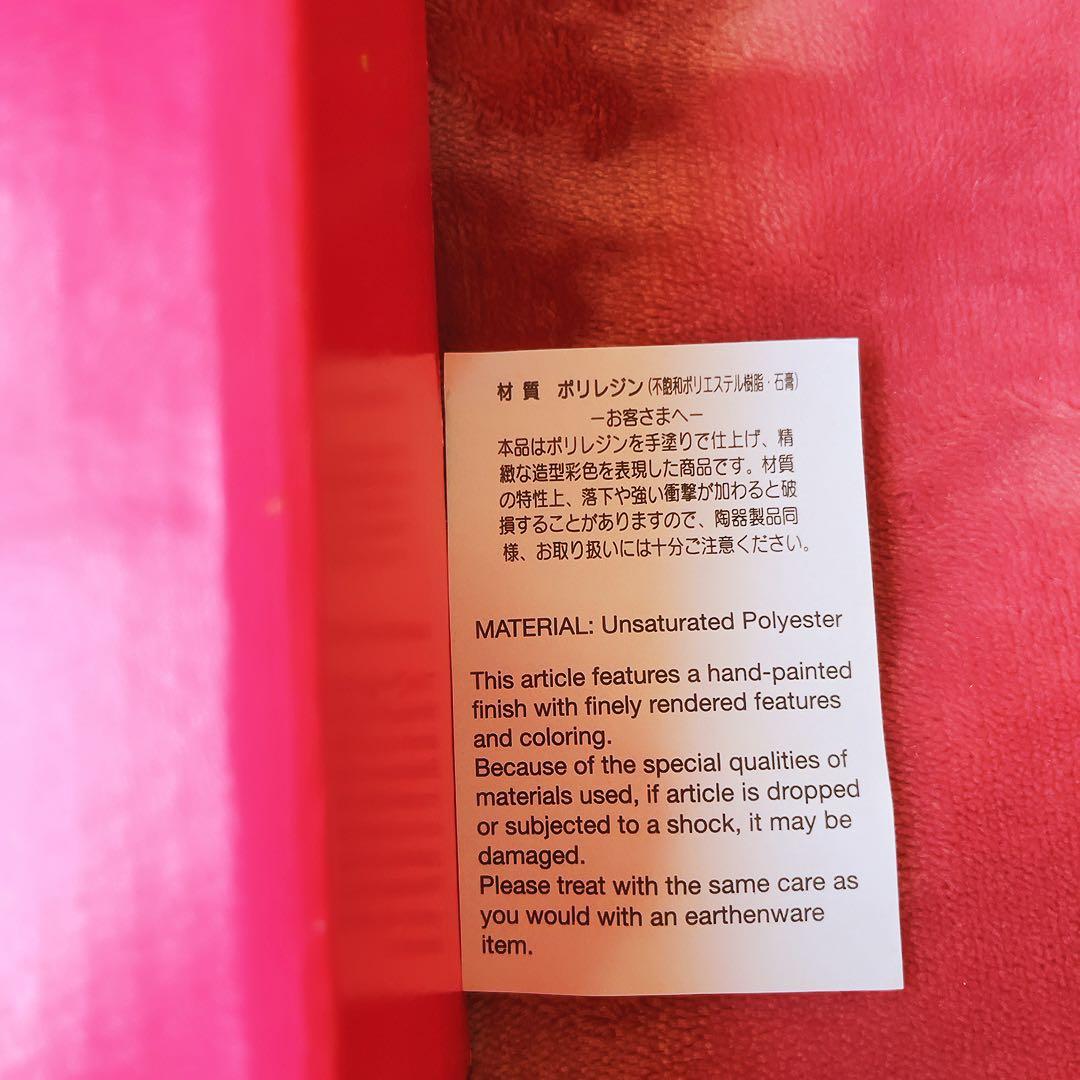 材質 ポリレジン(不飽和ポリエステル樹脂・石膏)
ーお客さまへー
本品はポリレジンを手塗りで仕上げ、精
緻な造型彩色を表現した商品です。材質
の特性上、落下や強い衝撃が加わると破
損することがありますので、陶器製品同
様、お取り扱いには十分ご注意ください。
MATERIAL: Unsaturated Polyester
This article features a hand-painted
finish with finely rendered features
and coloring.
Because of the special qualities of
materials used, if article is dropped
or subjected to a shock, it may be
damaged.
Please treat with the same care as
you would with an earthenware
item.